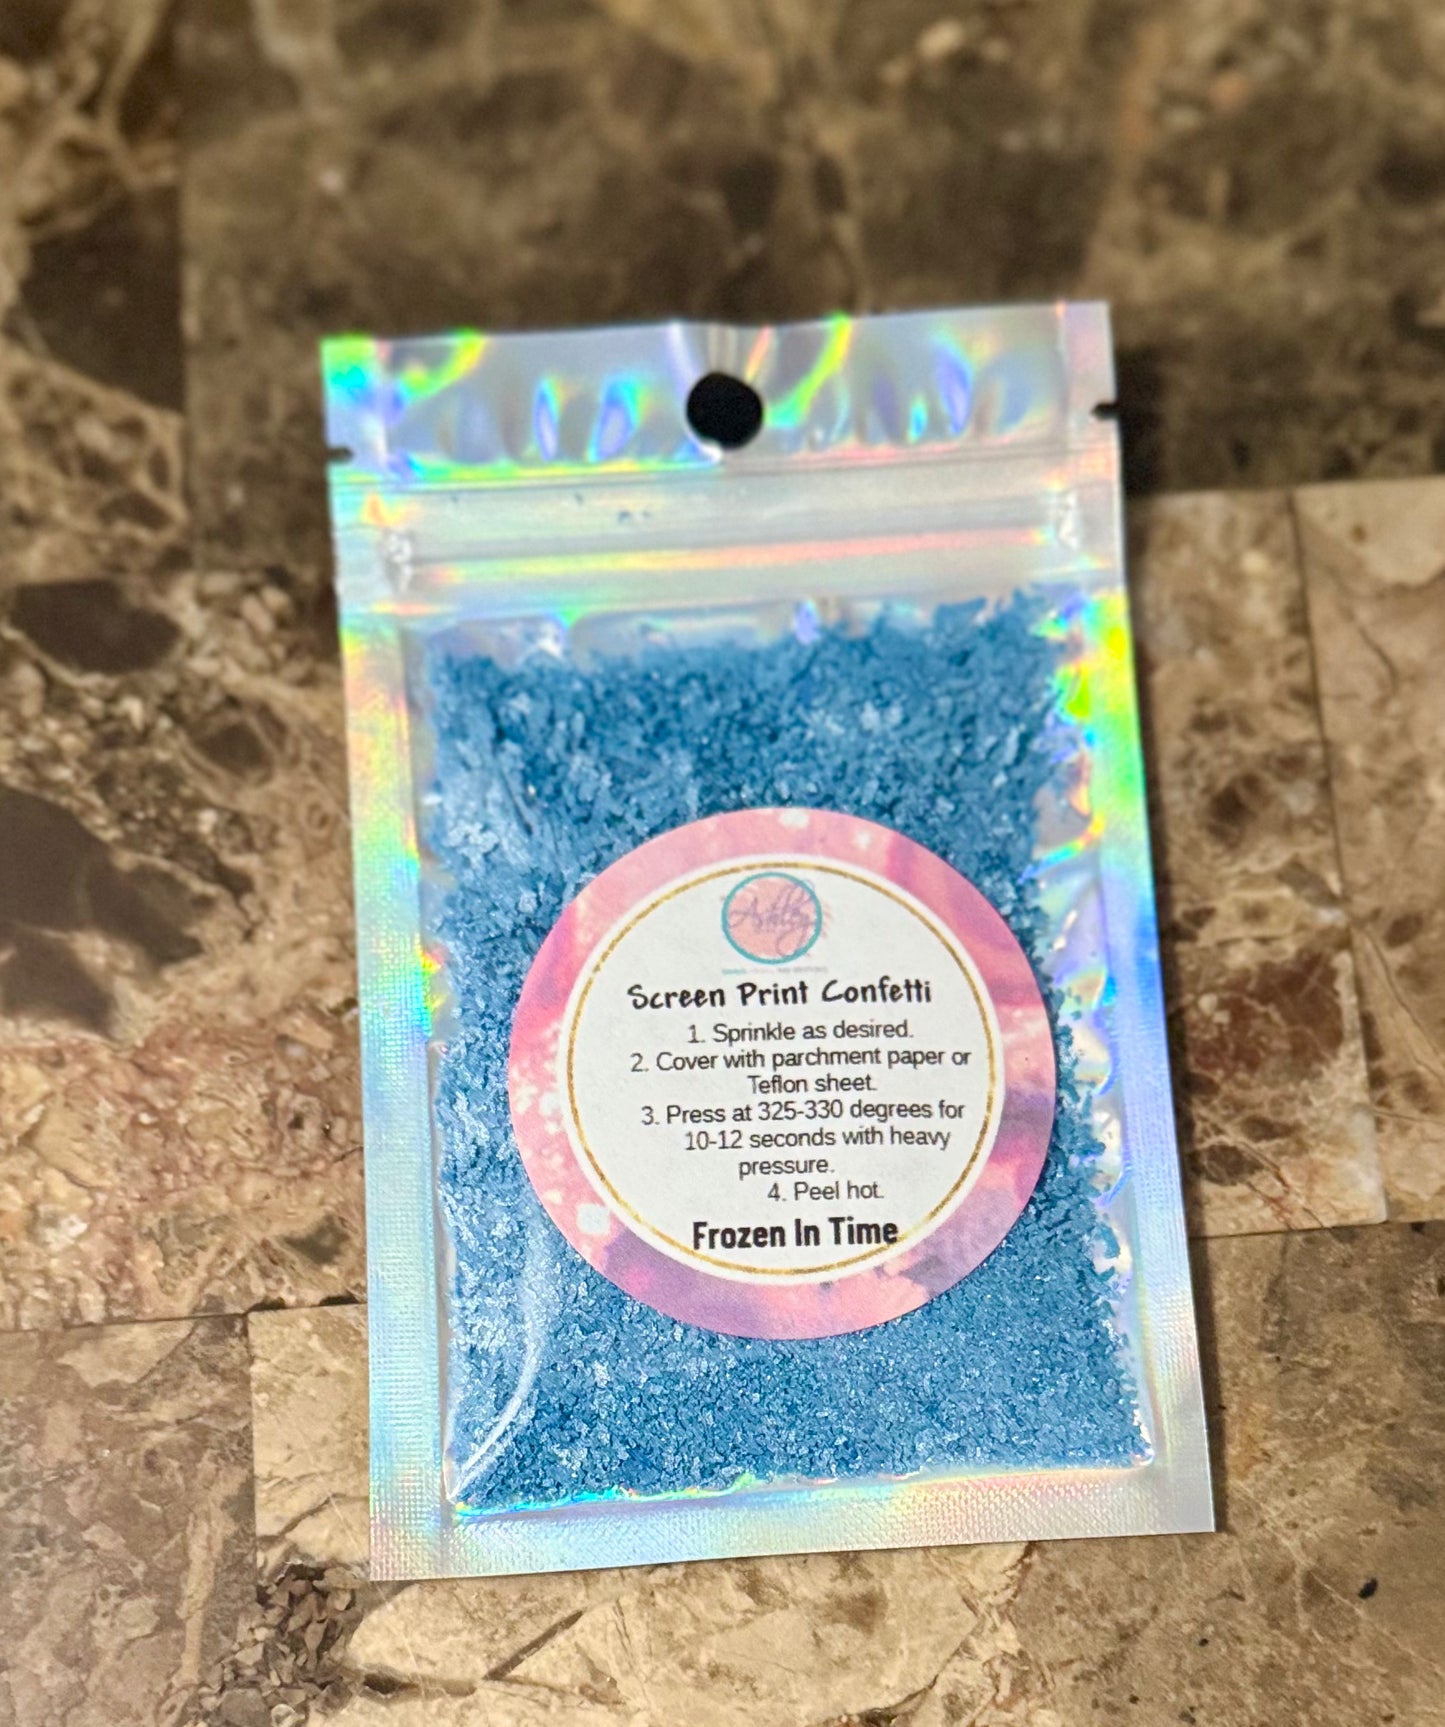 Ashley
Screen Print Confetti
1. Sprinkle as desired.
2. Cover with parchment paper or
Teflon sheet.
3. Press at 325-330 degrees for
10-12 seconds with heavy
pressure.
4. Peel hot.
Frozen In Time